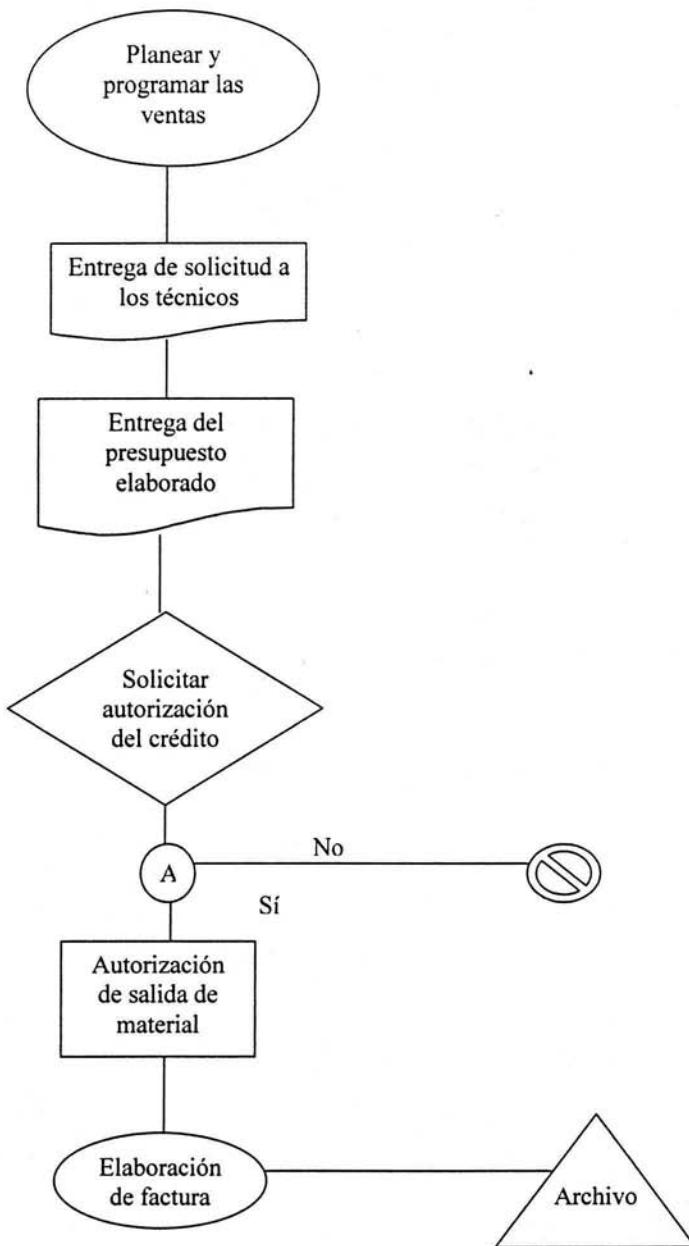 Planear y
programar las
ventas
Entrega de solicitud a
los técnicos
Entrega del
presupuesto
elaborado
Solicitar
autorización
del crédito
A
No
Sí
Autorización
de salida de
material
Elaboración
de factura
Archivo